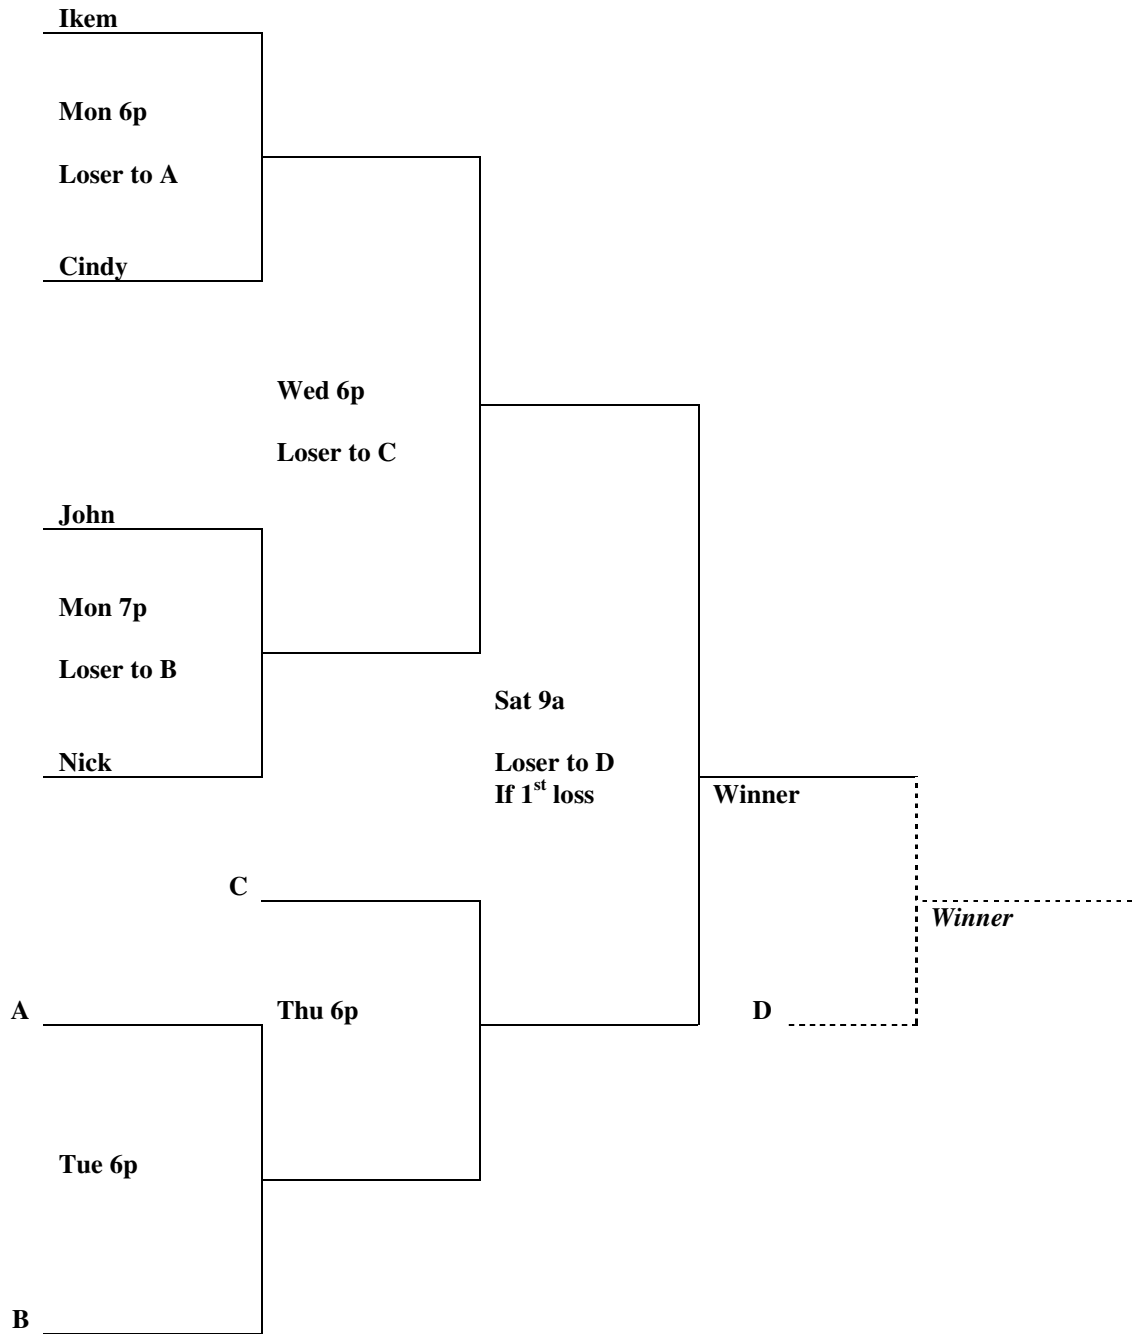 Ikem
Mon 6p
Loser to A
Cindy
Wed 6p
Loser to C
John
Mon 7p
Loser to B
Nick
Sat 9a
Loser to D
If 1st loss
Winner
C
Winner
A
Thu 6p
D
Tue 6p
B